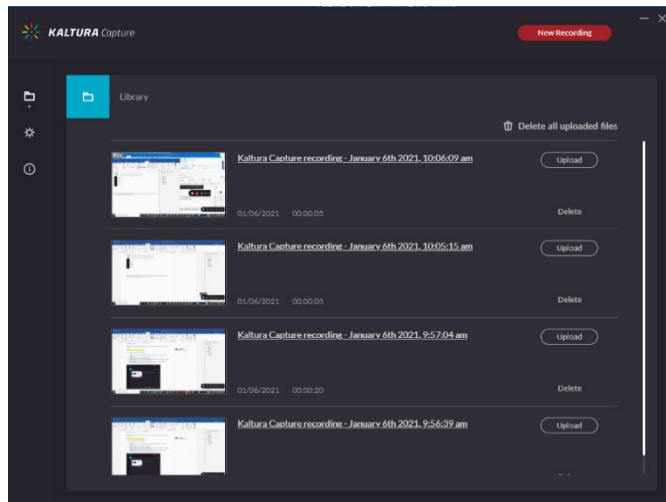 KALTURA Capture
New Recording
Library
Delete all uploaded files
Kaltura Capture recording - January 6th 2021, 10:06:09 am
Upload
01/06/2021 00:00:05
Delete
Kaltura Capture recording - January 6th 2021, 10:05:15 am
Upload
01/06/2021 00:00:03
Delete
Kaltura Capture recording - January 6th 2021, 9:57:04 am
Upload
01/06/2021 00:00:20
Delete
Kaltura Capture recording - January 6th 2021, 9:56:39 am
Upload